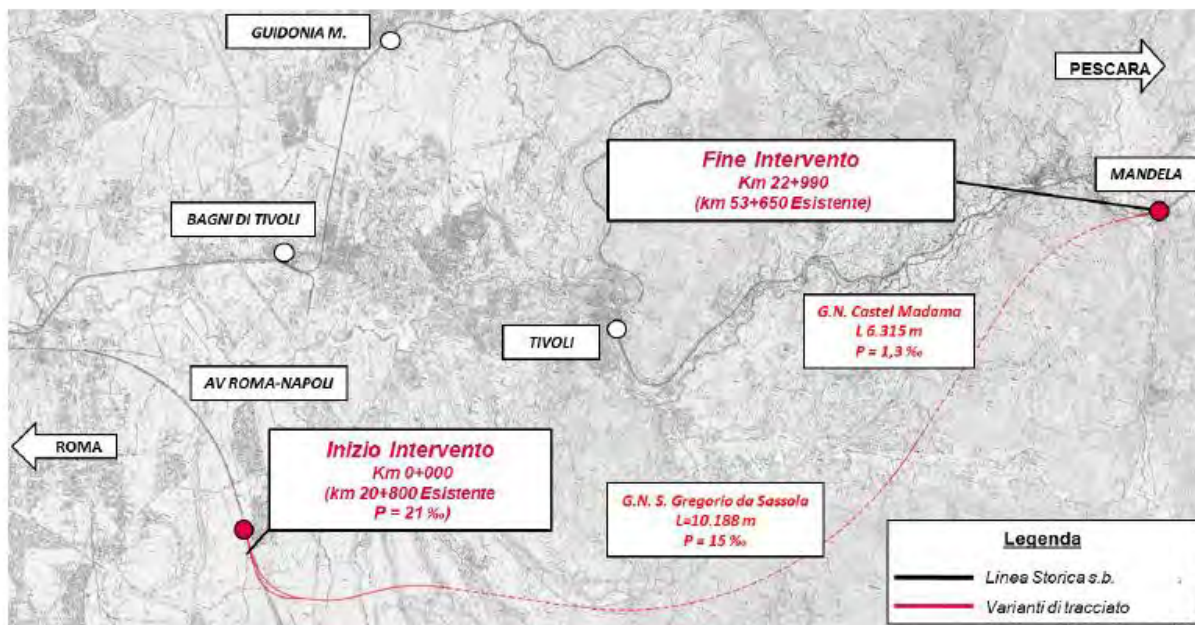 GUIDONIA M.
PESCARA
Fine Intervento
Km 22+990
(km 53+650 Esistente)
MANDELA
BAGNI DI TIVOLI
G.N. Castel Madama
L 6.315 m
P = 1,3 ‰
TIVOLI
AV ROMA-NAPOLI
ROMA
Inizio Intervento
Km 0+000
(km 20+800 Esistente
P = 21 ‰)
G.N. S. Gregorio da Sassola
L=10.188 m
P = 15 ‰
Legenda
Linea Storica s.b.
Varianti di tracciato